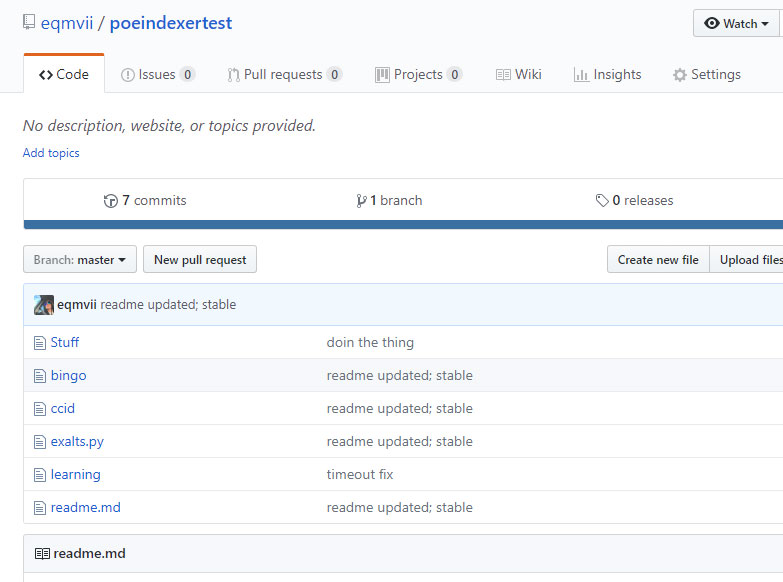 eqmvii / poeindexertest
Watch
Code
Issues 0
Pull requests 0
Projects 0
Wiki
Insights
Settings
No description, website, or topics provided.
Add topics
7 commits
1 branch
0 releases
Branch: master
New pull request
Create new file
Upload files
eqmvii readme updated; stable
Stuff doin the thing
bingo readme updated; stable
ccid readme updated; stable
exalts.py readme updated; stable
learning timeout fix
readme.md readme updated; stable
readme.md